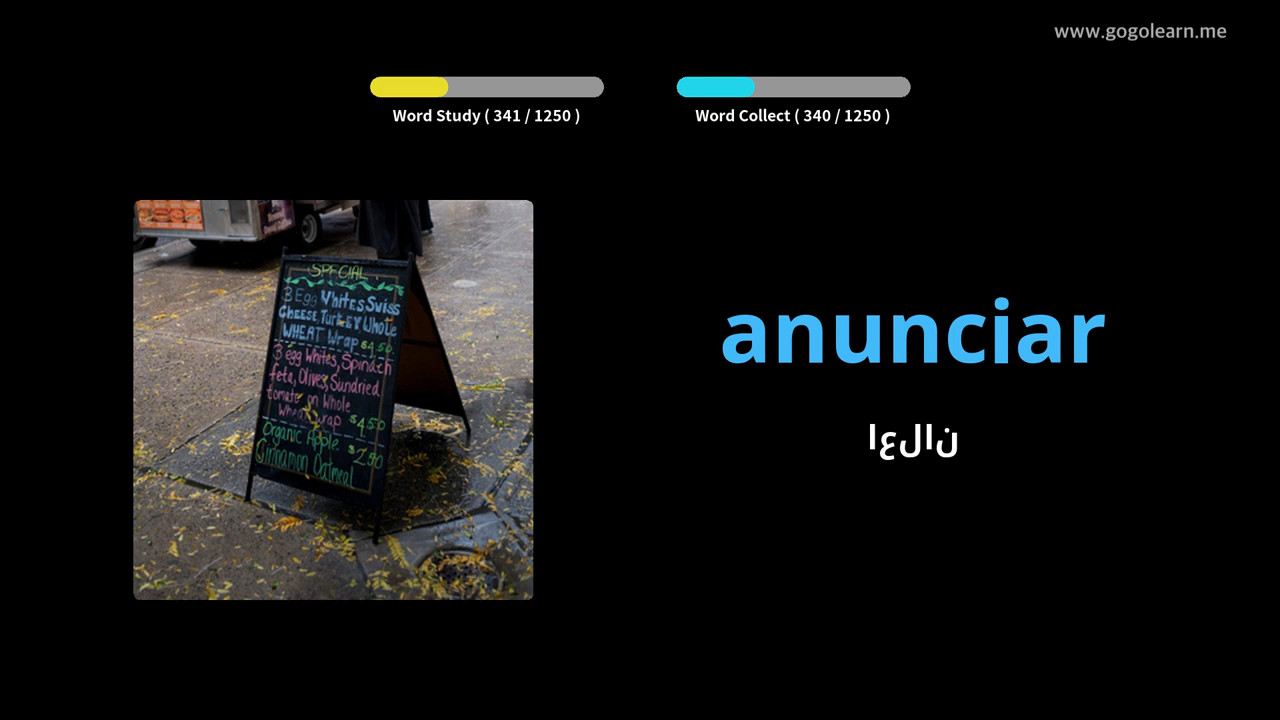 www.gogolearn.me
Word Study ( 341 / 1250 )
Word Collect ( 340 / 1250 )
SPECIAL
3 Egg Whites, Swiss
Cheese, Turkey Whole
WHEAT Wrap $4.50
3 egg Whites, Spinach
feta, Olives, Sundried
tomato on Whole
Wheat Wrap $4.50
Organic Apple
Cinnamon Oatmeal $2.50
anunciar
اعلان